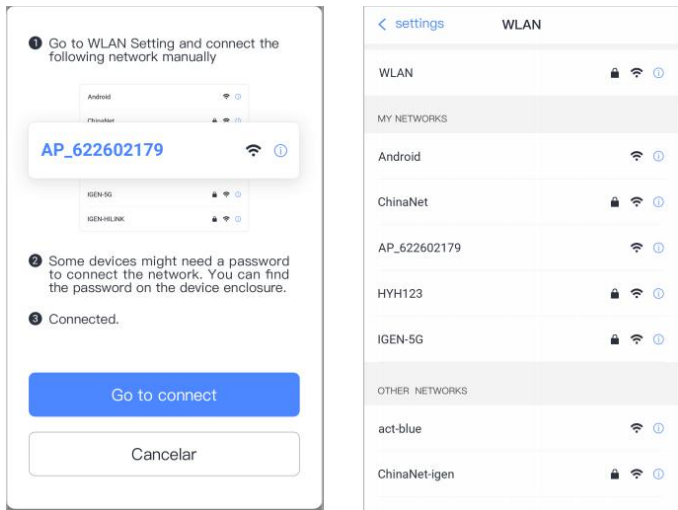 1 Go to WLAN Setting and connect the
following network manually
Android
ChinaNet
AP_622602179
IGEN-5G
IGEN-HILINK
2 Some devices might need a password
to connect the network. You can find
the password on the device enclosure.
3 Connected.
Go to connect
Cancelar
settings WLAN
WLAN
MY NETWORKS
Android
ChinaNet
AP_622602179
HYH123
IGEN-5G
OTHER NETWORKS
act-blue
ChinaNet-igen